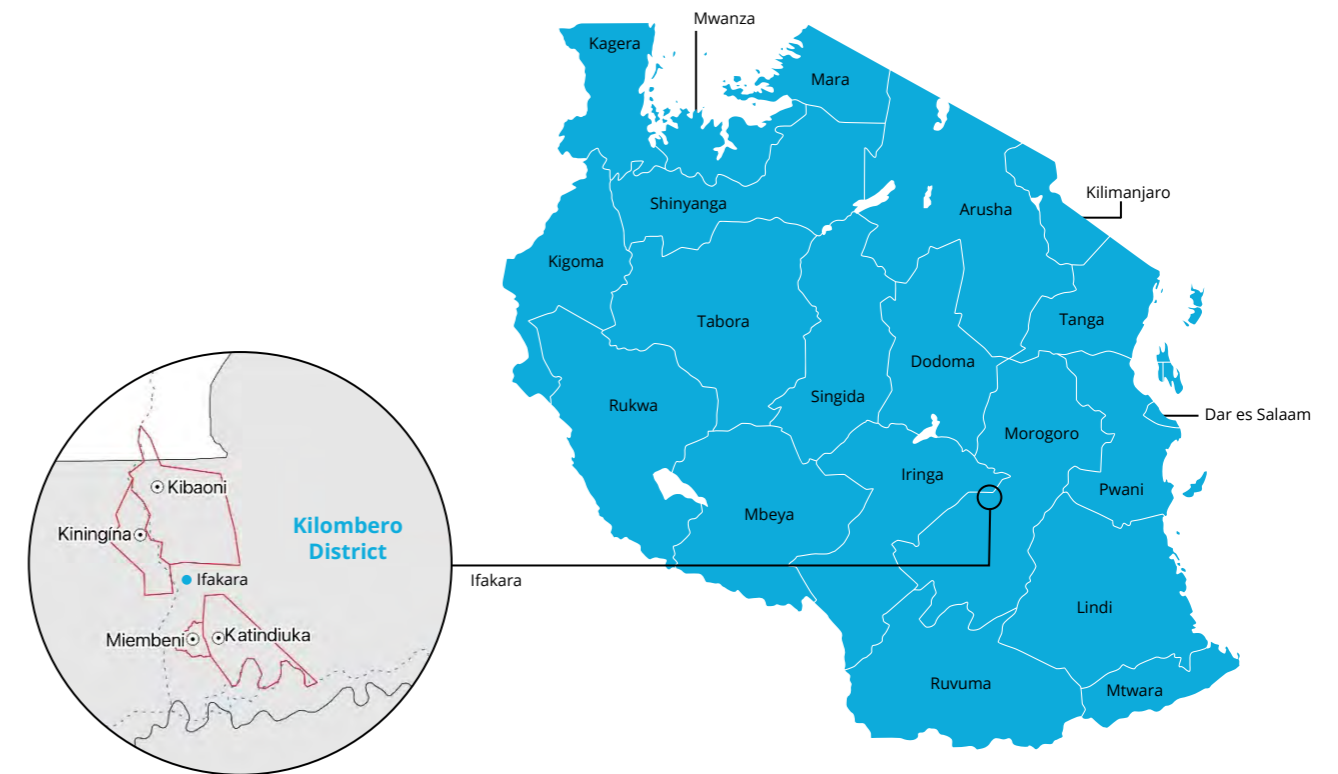 Mwanza
Kagera
Mara
Kilimanjaro
Shinyanga
Arusha
Kigoma
Tabora
Tanga
Dodoma
Singida
Rukwa
Dar es Salaam
Morogoro
Iringa
Pwani
Mbeya
Lindi
Ruvuma
Mtwara
Ifakara
Kibaoni
Kiningína
Kilombero
District
Ifakara
Miembeni
Katindiuka